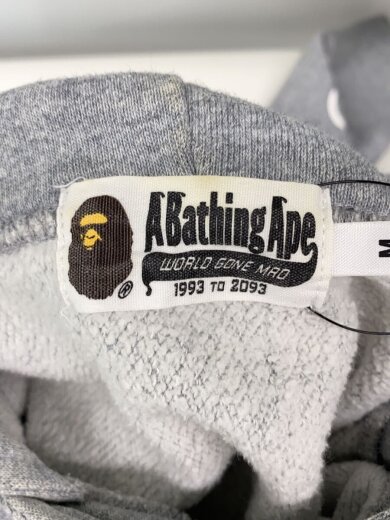 A Bathing Ape
WORLD GONE MAD
1993 TO 2093
®
M